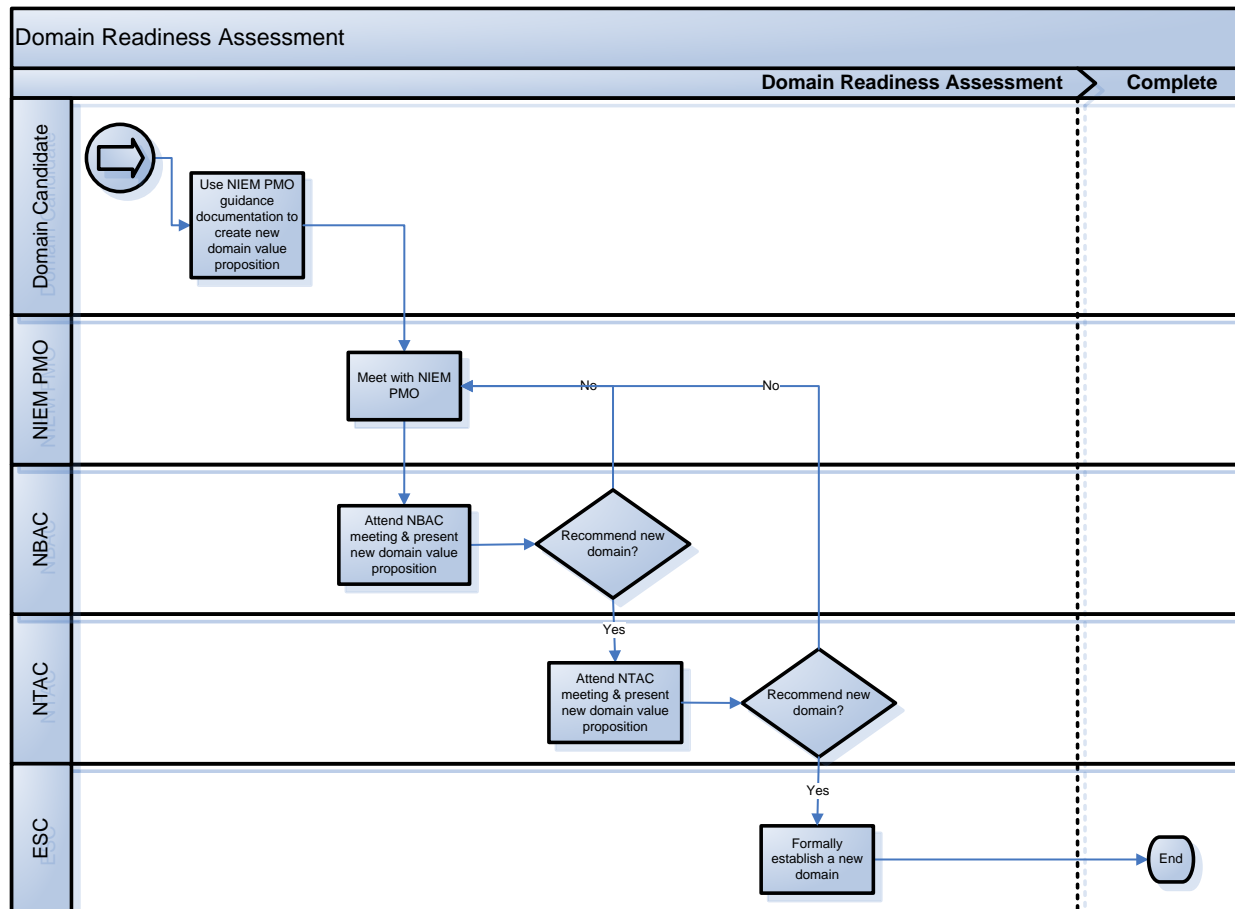 Domain Readiness Assessment
Domain Readiness Assessment
Complete
Domain Candidate
Use NIEM PMO
guidance
documentation to
create new
domain value
proposition
NIEM PMO
Meet with NIEM
PMO
No
No
NBAC
Attend NBAC
meeting & present
new domain value
proposition
Recommend new
domain?
Yes
NTAC
Attend NTAC
meeting & present
new domain value
proposition
Recommend new
domain?
Yes
ESC
Formally
establish a new
domain
End